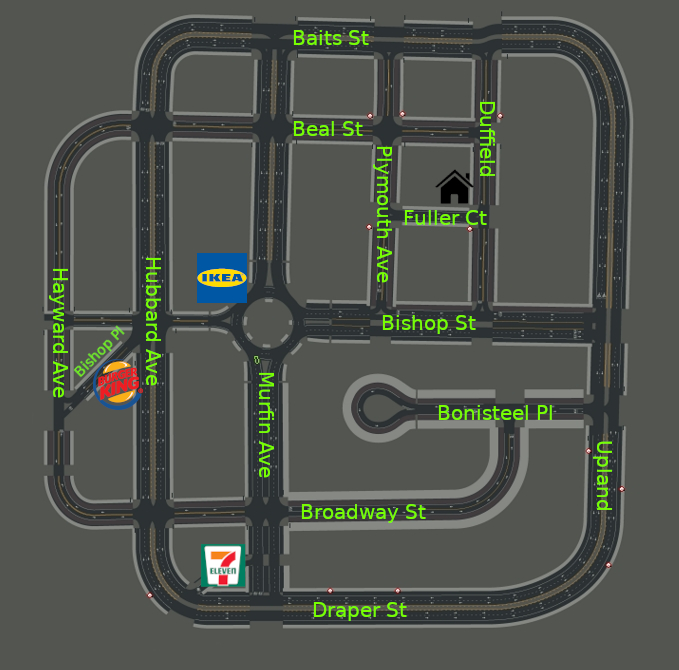 Baits St
Beal St
Duffield
Plymouth Ave
Fuller Ct
IKEA
Hubbard Ave
Hayward Ave
Bishop St
Bishop Pl
BURGER
KING
Murfin Ave
Bonisteel Pl
Upland
Broadway St
7
ELEVEN
Draper St